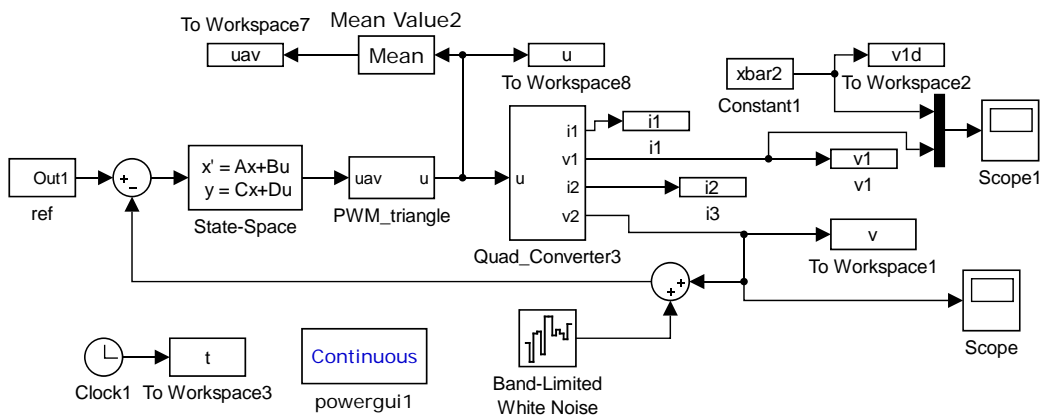 Mean Value2
To Workspace7
uav
Mean
u
To Workspace8
xbar2
Constant1
v1d
To Workspace2
Scope1
Out1
ref
+
-
x' = Ax+Bu
y = Cx+Du
State-Space
uav
u
PWM_triangle
u
i1
v1
i2
v2
Quad_Converter3
i1
i1
v1
v1
i2
i3
v
To Workspace1
+
+
Scope
Clock1
t
To Workspace3
Continuous
powergui1
Band-Limited
White Noise